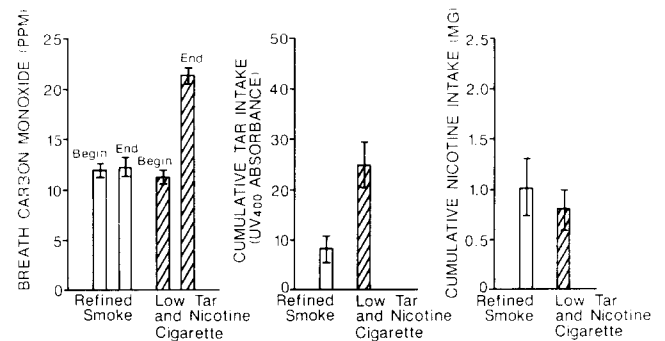 BREATH CARBON MONOXIDE (PPM)
25
20
15
10
5
0
Begin
End
Begin
End
Refined
Smoke
Low Tar
and Nicotine
Cigarette
CUMULATIVE TAR INTAKE
(UV400 ABSORBANCE)
50
40
30
20
10
0
Refined
Smoke
Low Tar
and Nicotine
Cigarette
CUMULATIVE NICOTINE INTAKE (MG)
2.5
2.0
1.5
1.0
0.5
0
Refined
Smoke
Low Tar
and Nicotine
Cigarette